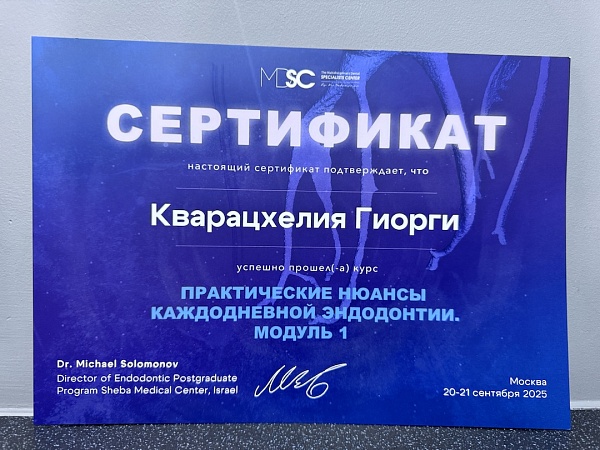 MDSC
SPECIALISTS CENTER
СЕРТИФИКАТ
настоящий сертификат подтверждает, что
Кварацхелия Гиорги
успешно прошел(-а) курс
ПРАКТИЧЕСКИЕ НЮАНСЫ
КАЖДОДНЕВНОЙ ЭНДОДОНТИИ.
МОДУЛЬ 1
Dr. Michael Solomonov
Director of Endodontic Postgraduate
Program Sheba Medical Center, Israel
Москва
20-21 сентября 2025